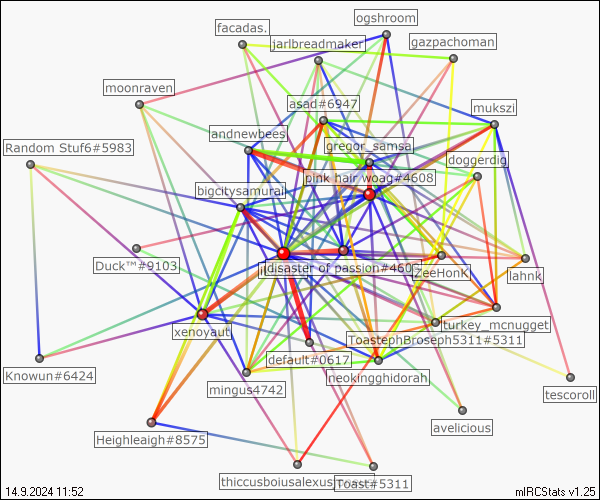 ogshroom
facadas.
jarlbreadmaker
gazpachoman
moonraven
asad#6947
mukszi
andnewbees
gregor_samsa
Random Stuf6#5983
doggerdig
pink hair woag#4608
bigcitysamurai
Duck™#9103
disaster of passion#460
ZeeHonK
lahnk
xenoyaut
turkey_mcnugget
ToastephBroseph5311#5311
default#0617
Knowun#6424
neokingghidorah
mingus4742
tescoroll
avelicious
Heighleaigh#8575
thiccusboiusalexus
Toast#5311
14.9.2024 11:52
mIRCStats v1.25